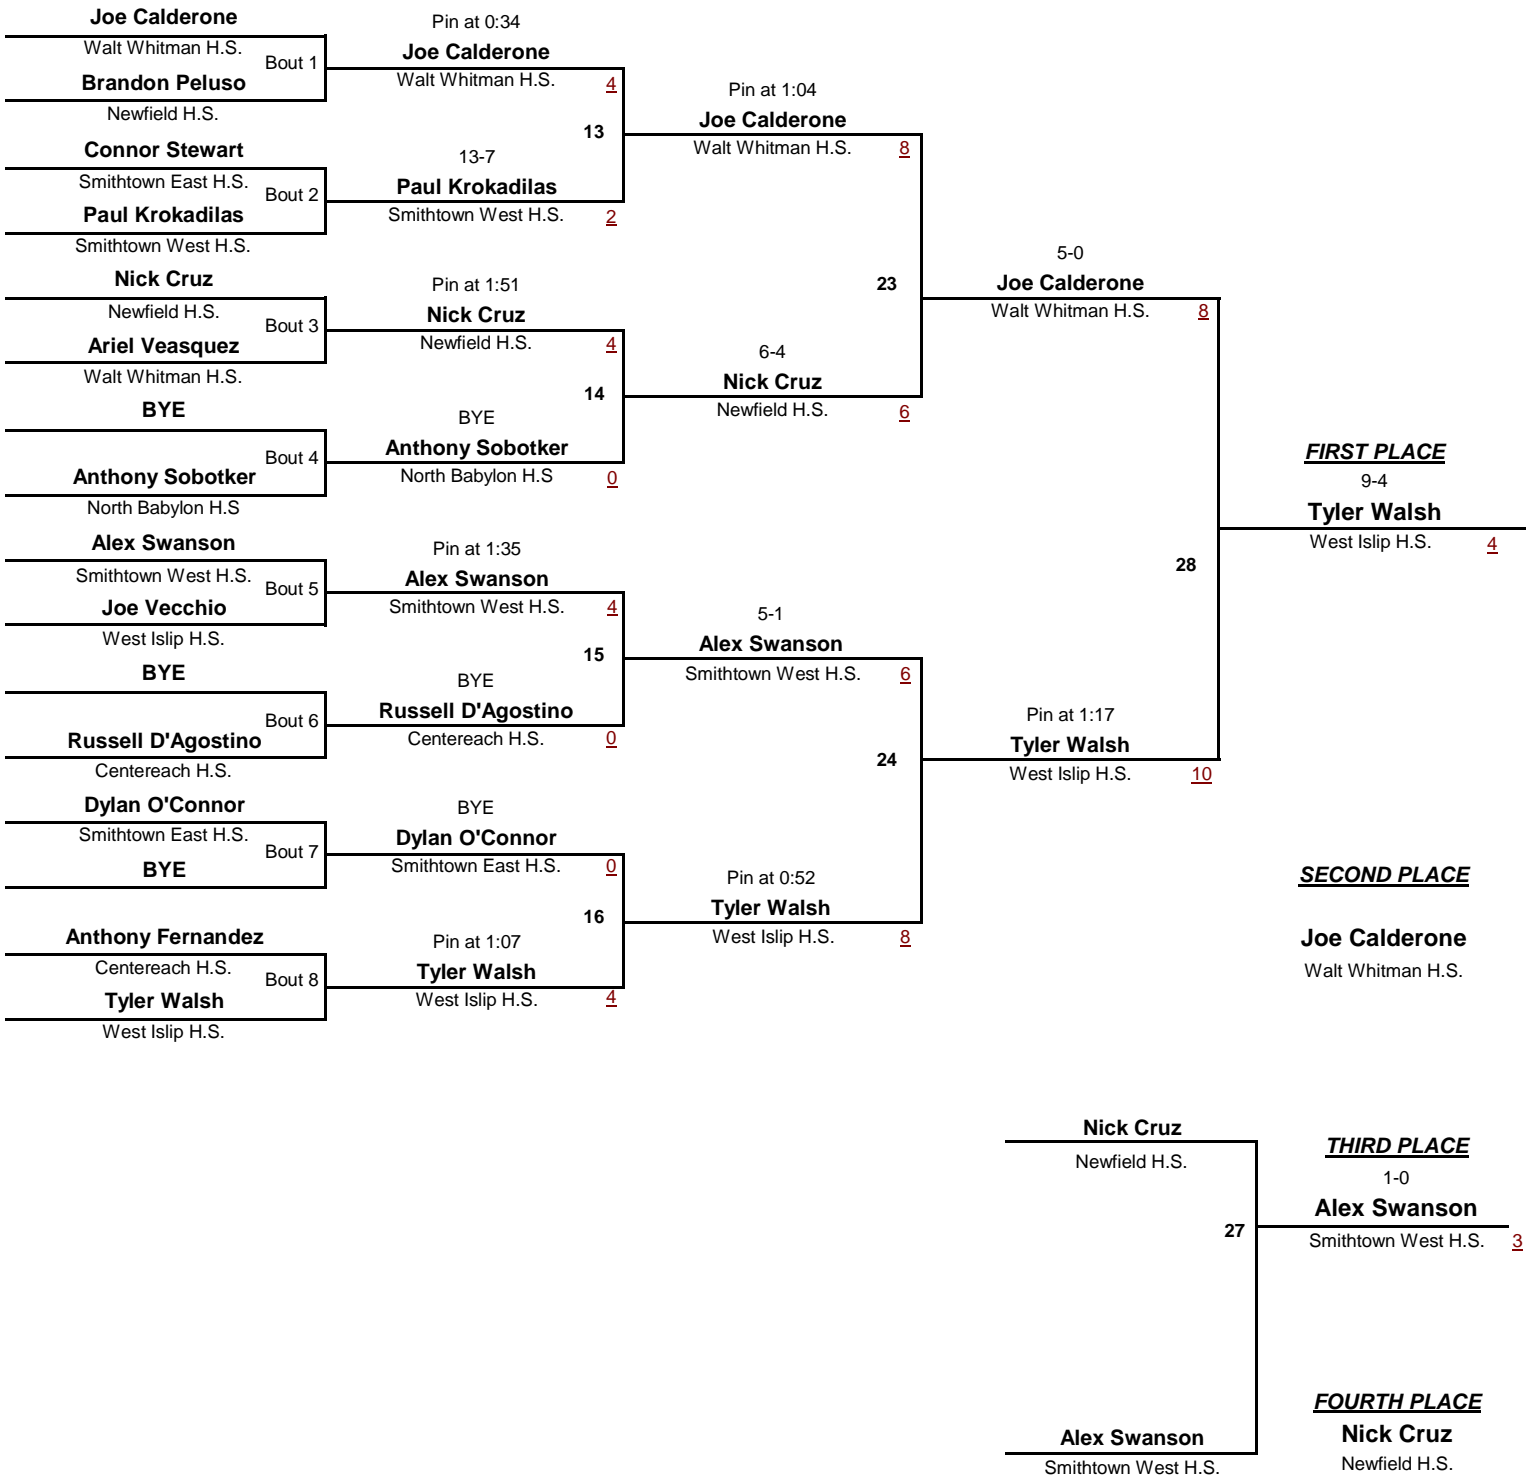 Joe Calderone
Walt Whitman H.S.
Bout 1
Brandon Peluso
Newfield H.S.
Connor Stewart
Smithtown East H.S.
Bout 2
Paul Krokadilas
Smithtown West H.S.
Nick Cruz
Newfield H.S.
Bout 3
Ariel Veasquez
Walt Whitman H.S.
BYE
Bout 4
Anthony Sobotker
North Babylon H.S
Alex Swanson
Smithtown West H.S.
Bout 5
Joe Vecchio
West Islip H.S.
BYE
Bout 6
Russell D'Agostino
Centereach H.S.
Dylan O'Connor
Smithtown East H.S.
Bout 7
BYE
Anthony Fernandez
Centereach H.S.
Bout 8
Tyler Walsh
West Islip H.S.
Pin at 0:34
Joe Calderone
Walt Whitman H.S. 4
13
13-7
Paul Krokadilas
Smithtown West H.S. 2
Pin at 1:51
Nick Cruz
Newfield H.S. 4
14
BYE
Anthony Sobotker
North Babylon H.S 0
Pin at 1:35
Alex Swanson
Smithtown West H.S. 4
15
BYE
Russell D'Agostino
Centereach H.S. 0
BYE
Dylan O'Connor
Smithtown East H.S. 0
16
Pin at 1:07
Tyler Walsh
West Islip H.S. 4
Pin at 1:04
Joe Calderone
Walt Whitman H.S. 8
23
6-4
Nick Cruz
Newfield H.S. 6
5-1
Alex Swanson
Smithtown West H.S. 6
24
Pin at 0:52
Tyler Walsh
West Islip H.S. 8
5-0
Joe Calderone
Walt Whitman H.S. 8
28
Pin at 1:17
Tyler Walsh
West Islip H.S. 10
FIRST PLACE
9-4
Tyler Walsh
West Islip H.S. 4
SECOND PLACE
Joe Calderone
Walt Whitman H.S.
Nick Cruz
Newfield H.S.
27
Alex Swanson
Smithtown West H.S.
THIRD PLACE
1-0
Alex Swanson
Smithtown West H.S. 3
FOURTH PLACE
Nick Cruz
Newfield H.S.